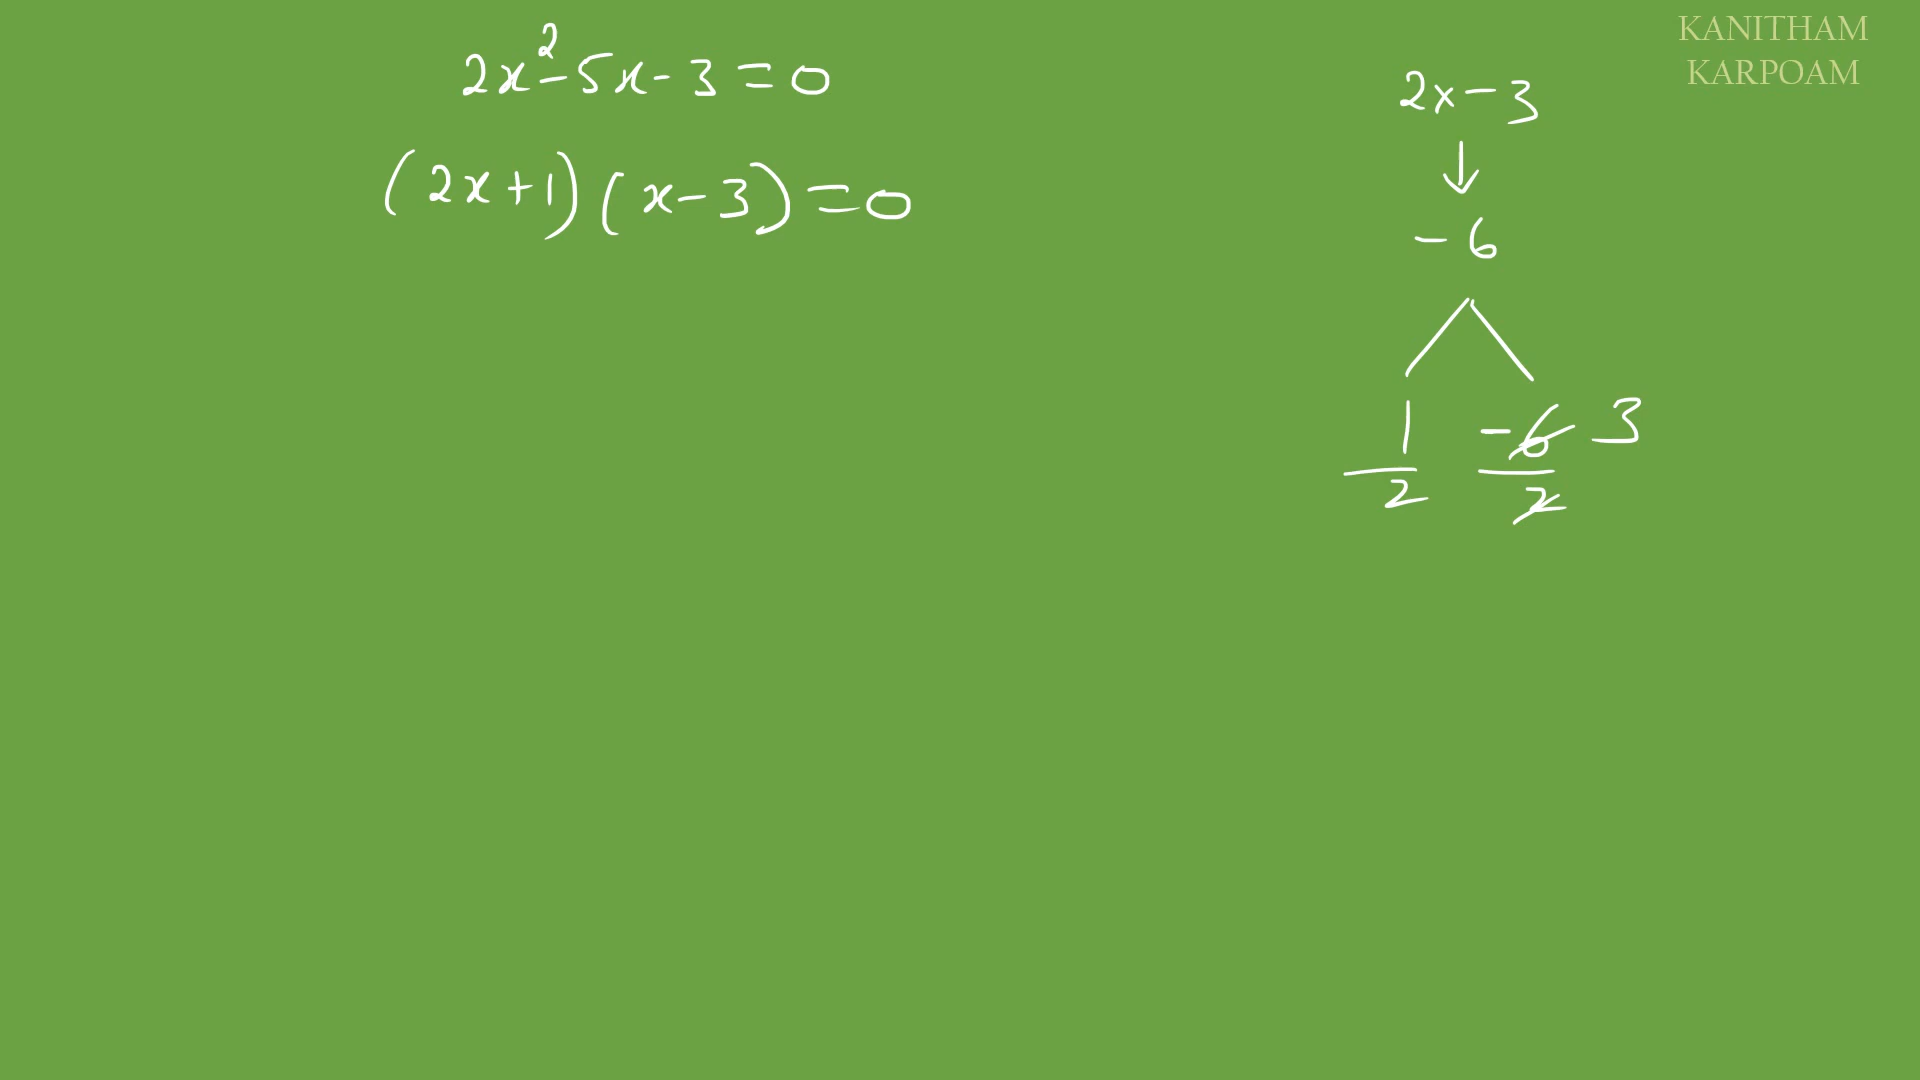 2x²-5x-3=0
(2x+1)(x-3)=0
KANITHAM
KARPOAM
2x-3
↓
-6
1 -6 3
2 2